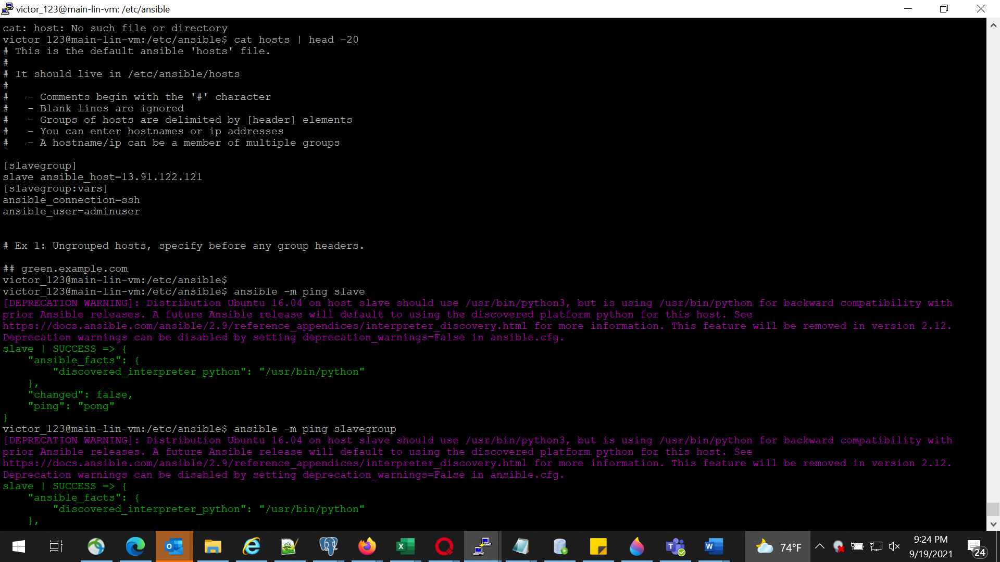 victor_123@main-lin-vm: /etc/ansible
cat: host: No such file or directory
victor_123@main-lin-vm:/etc/ansible$ cat hosts | head -20
# This is the default ansible 'hosts' file.
#
# It should live in /etc/ansible/hosts
#
#   - Comments begin with the '#' character
#   - Blank lines are ignored
#   - Groups of hosts are delimited by [header] elements
#   - You can enter hostnames or ip addresses
#   - A hostname/ip can be a member of multiple groups

[slavegroup]
slave ansible_host=13.91.122.121
[slavegroup:vars]
ansible_connection=ssh
ansible_user=adminuser

# Ex 1: Ungrouped hosts, specify before any group headers.

## green.example.com
victor_123@main-lin-vm:/etc/ansible$
victor_123@main-lin-vm:/etc/ansible$ ansible -m ping slave
[DEPRECATION WARNING]: Distribution Ubuntu 16.04 on host slave should use /usr/bin/python3, but is using /usr/bin/python for backward compatibility with
prior Ansible releases. A future Ansible release will default to using the discovered platform python for this host. See
https://docs.ansible.com/ansible/2.9/reference_appendices/interpreter_discovery.html for more information. This feature will be removed in version 2.12.
Deprecation warnings can be disabled by setting deprecation_warnings=False in ansible.cfg.
slave | SUCCESS => {
    "ansible_facts": {
        "discovered_interpreter_python": "/usr/bin/python"
    },
    "changed": false,
    "ping": "pong"
}
victor_123@main-lin-vm:/etc/ansible$ ansible -m ping slavegroup
[DEPRECATION WARNING]: Distribution Ubuntu 16.04 on host slave should use /usr/bin/python3, but is using /usr/bin/python for backward compatibility with
prior Ansible releases. A future Ansible release will default to using the discovered platform python for this host. See
https://docs.ansible.com/ansible/2.9/reference_appendices/interpreter_discovery.html for more information. This feature will be removed in version 2.12.
Deprecation warnings can be disabled by setting deprecation_warnings=False in ansible.cfg.
slave | SUCCESS => {
    "ansible_facts": {
        "discovered_interpreter_python": "/usr/bin/python"
    },
74°F
9:24 PM
9/19/2021
24